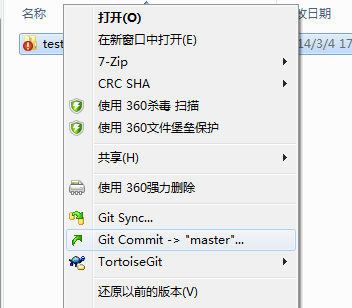 名称
改日期
test
14/3/4 17
打开(O)
在新窗口中打开(E)
7-Zip
CRC SHA
使用 360杀毒 扫描
使用 360文件堡垒保护
共享(H)
使用 360强力删除
Git Sync...
Git Commit -> "master"...
TortoiseGit
还原以前的版本(V)